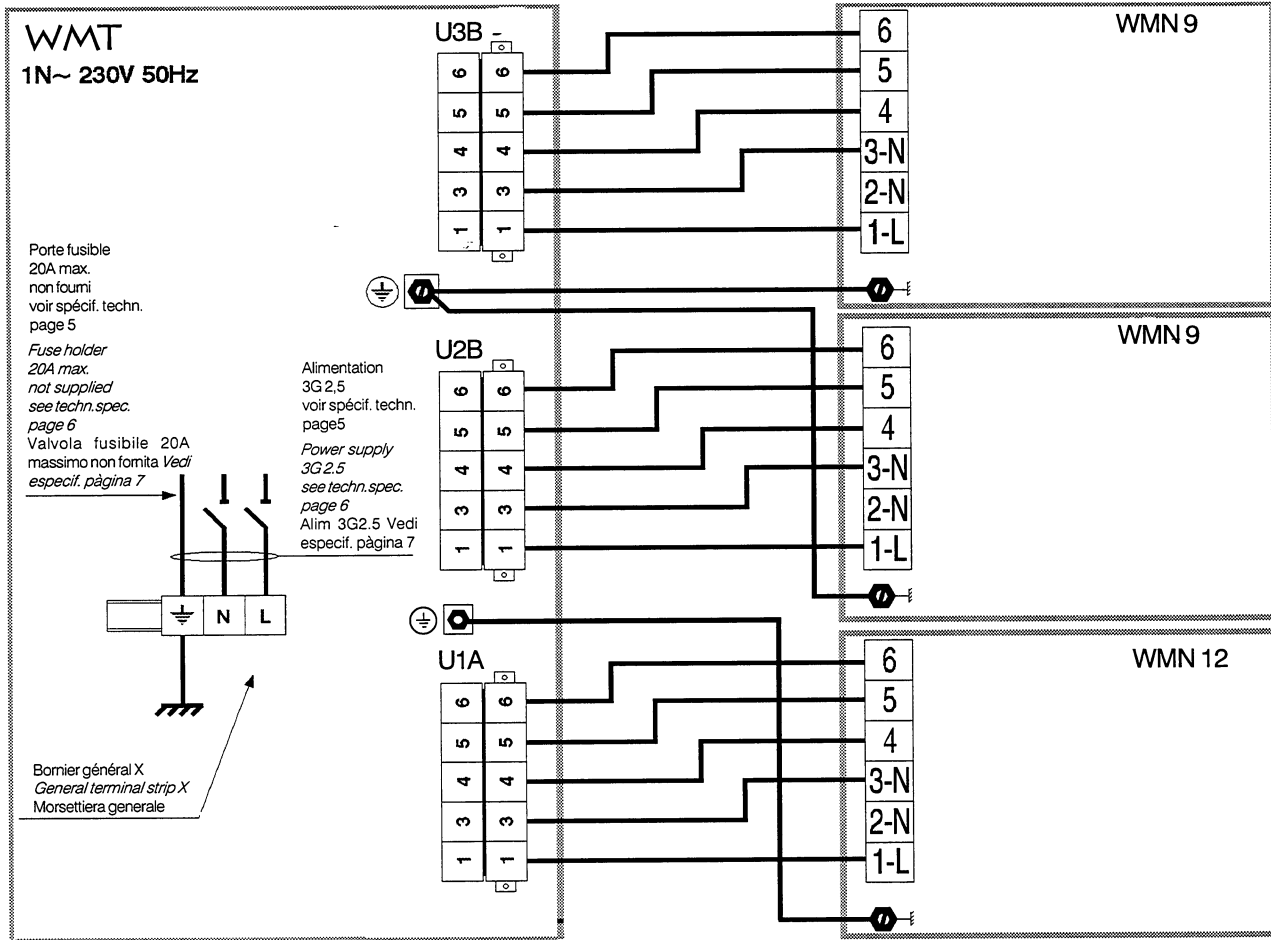 WMT
1N~ 230V 50Hz
Porte fusible
20A max.
non fourni
voir spécif. techn.
page 5
Fuse holder
20A max.
not supplied
see techn.spec.
page 6
Valvola fusibile 20A
massimo non fornita Vedi
especif. pàgina 7
Alimentation
3G 2,5
voir spécif. techn.
page5
Power supply
3G 2.5
see techn.spec.
page 6
Alim 3G2.5 Vedi
especif. pàgina 7
N L
Bornier général X
General terminal strip X
Morsettiera generale
U3B -
6 6
5 5
4 4
3 3
1 1
U2B
6 6
5 5
4 4
3 3
1 1
U1A
6 6
5 5
4 4
3 3
1 1
WMN 9
6
5
4
3-N
2-N
1-L
WMN 9
6
5
4
3-N
2-N
1-L
WMN 12
6
5
4
3-N
2-N
1-L